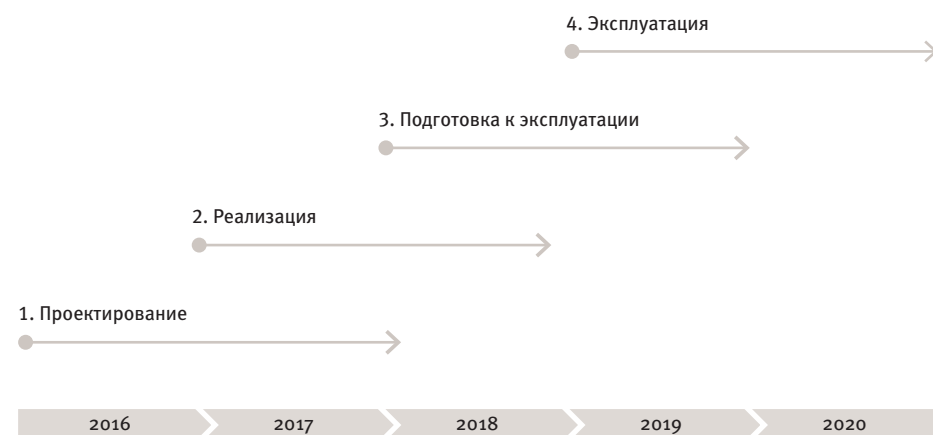 4. Эксплуатация
3. Подготовка к эксплуатации
2. Реализация
1. Проектирование
2016 2017 2018 2019 2020